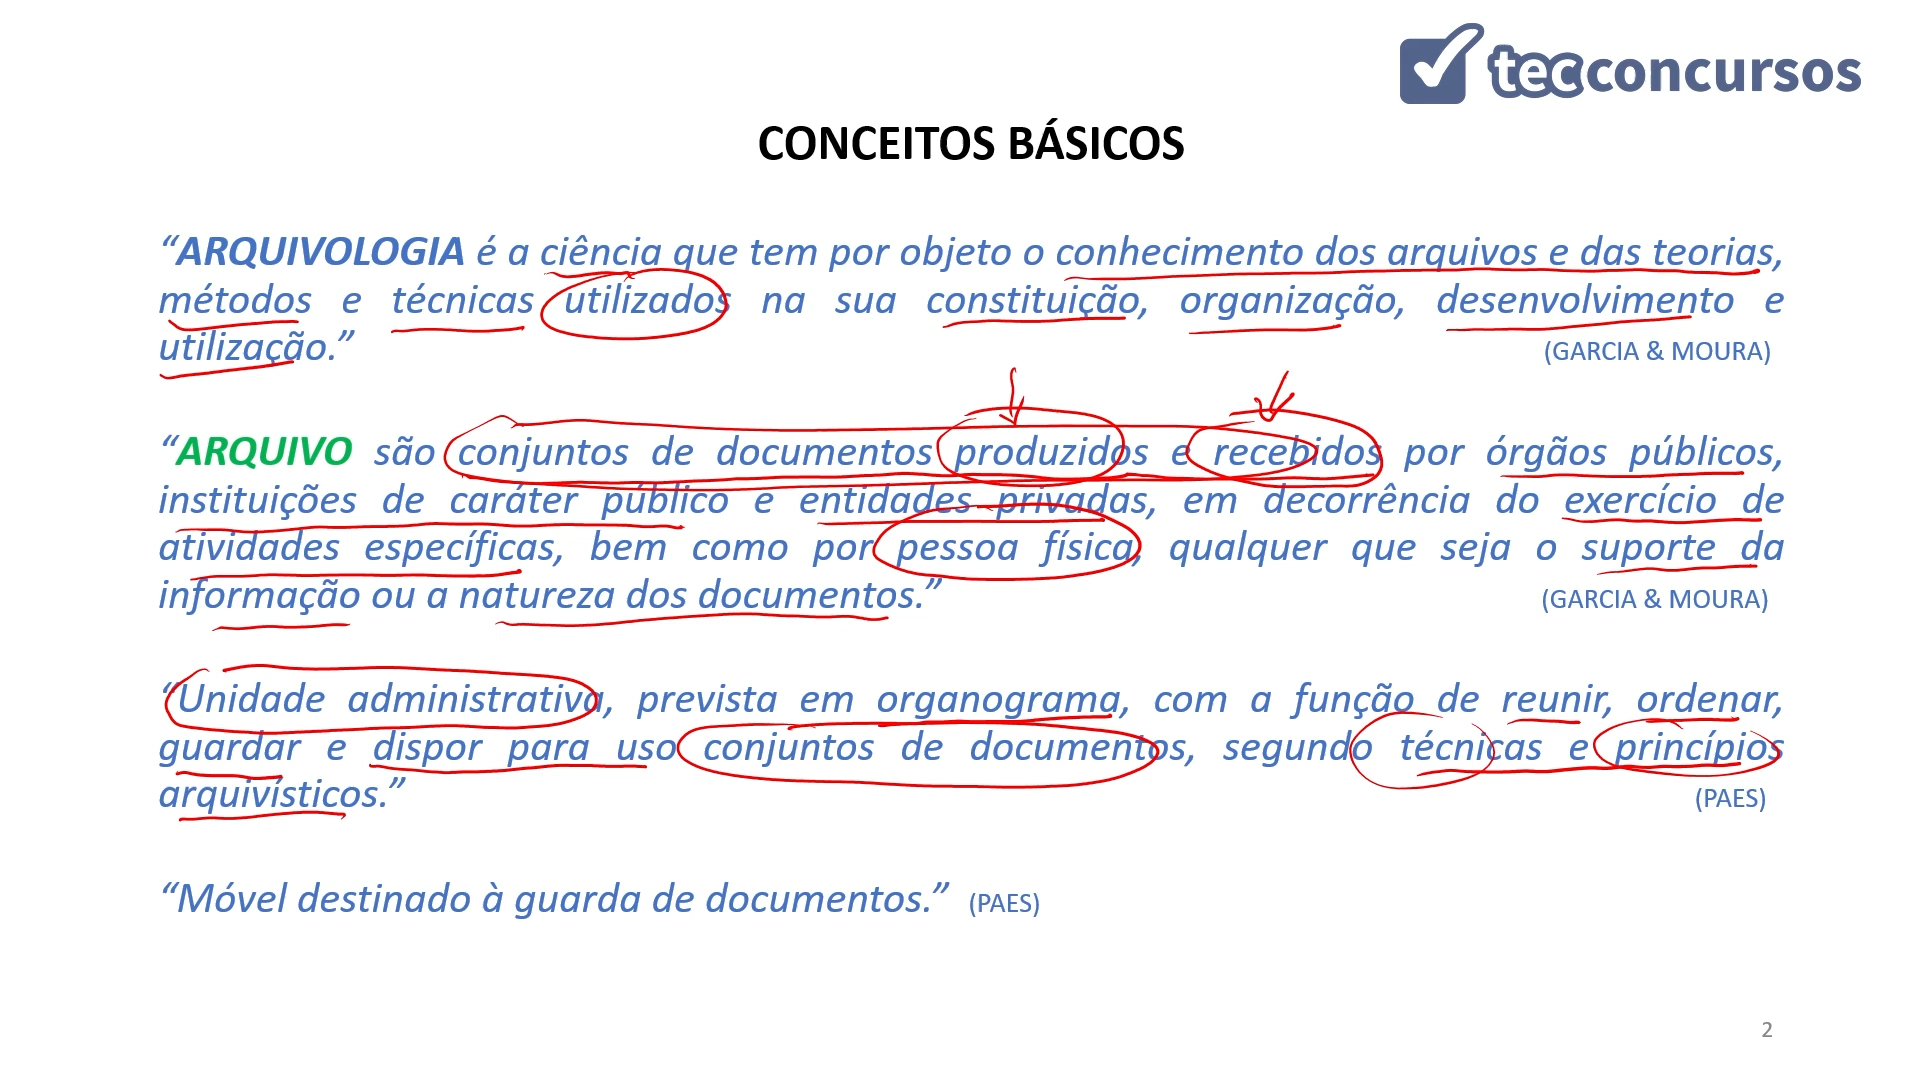 tecconcursos
CONCEITOS BÁSICOS
“ARQUIVOLOGIA é a ciência que tem por objeto o conhecimento dos arquivos e das teorias,
métodos e técnicas utilizados na sua constituição, organização, desenvolvimento e
utilização.” (GARCIA & MOURA)
“ARQUIVO são conjuntos de documentos produzidos e recebidos por órgãos públicos,
instituições de caráter público e entidades privadas, em decorrência do exercício de
atividades específicas, bem como por pessoa física, qualquer que seja o suporte da
informação ou a natureza dos documentos.” (GARCIA & MOURA)
“Unidade administrativa, prevista em organograma, com a função de reunir, ordenar,
guardar e dispor para uso conjuntos de documentos, segundo técnicas e princípios
arquivísticos.” (PAES)
“Móvel destinado à guarda de documentos.” (PAES)
2